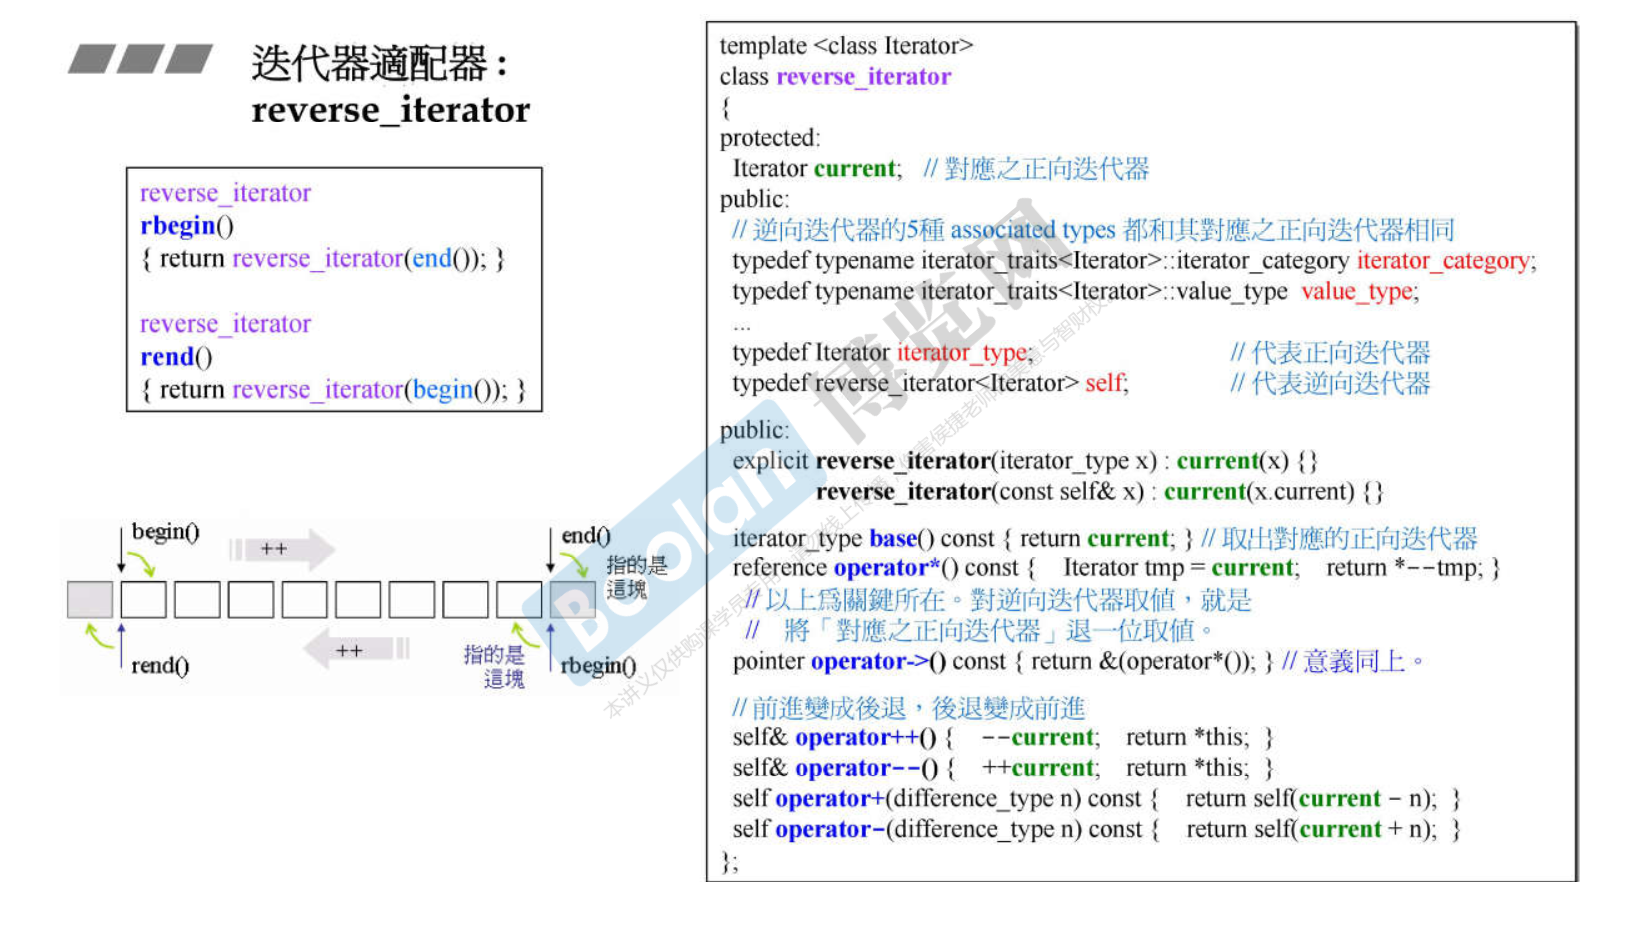 迭代器適配器:
reverse_iterator
reverse_iterator
rbegin()
{ return reverse_iterator(end()); }
reverse_iterator
rend()
{ return reverse_iterator(begin()); }
begin()
++
end()
指的是
這塊
rend()
++
指的是
這塊
rbegin()
template <class Iterator>
class reverse_iterator
{
protected:
Iterator current; // 對應之正向迭代器
public:
// 逆向迭代器的5種 associated types 都和其對應之正向迭代器相同
typedef typename iterator_traits<Iterator>::iterator_category iterator_category;
typedef typename iterator_traits<Iterator>::value_type value_type;
...
typedef Iterator iterator_type; // 代表正向迭代器
typedef reverse_iterator<Iterator> self; // 代表逆向迭代器
public:
explicit reverse_iterator(iterator_type x) : current(x) {}
reverse_iterator(const self& x) : current(x.current) {}
iterator_type base() const { return current; } // 取出對應的正向迭代器
reference operator*() const { Iterator tmp = current; return *--tmp; }
// 以上爲關鍵所在。對逆向迭代器取值，就是
// 將「對應之正向迭代器」退一位取值。
pointer operator->() const { return &(operator*()); } // 意義同上。
// 前進變成後退，後退變成前進
self& operator++() { --current; return *this; }
self& operator--() { ++current; return *this; }
self operator+(difference_type n) const { return self(current - n); }
self operator-(difference_type n) const { return self(current + n); }
};
Boolan
博览网